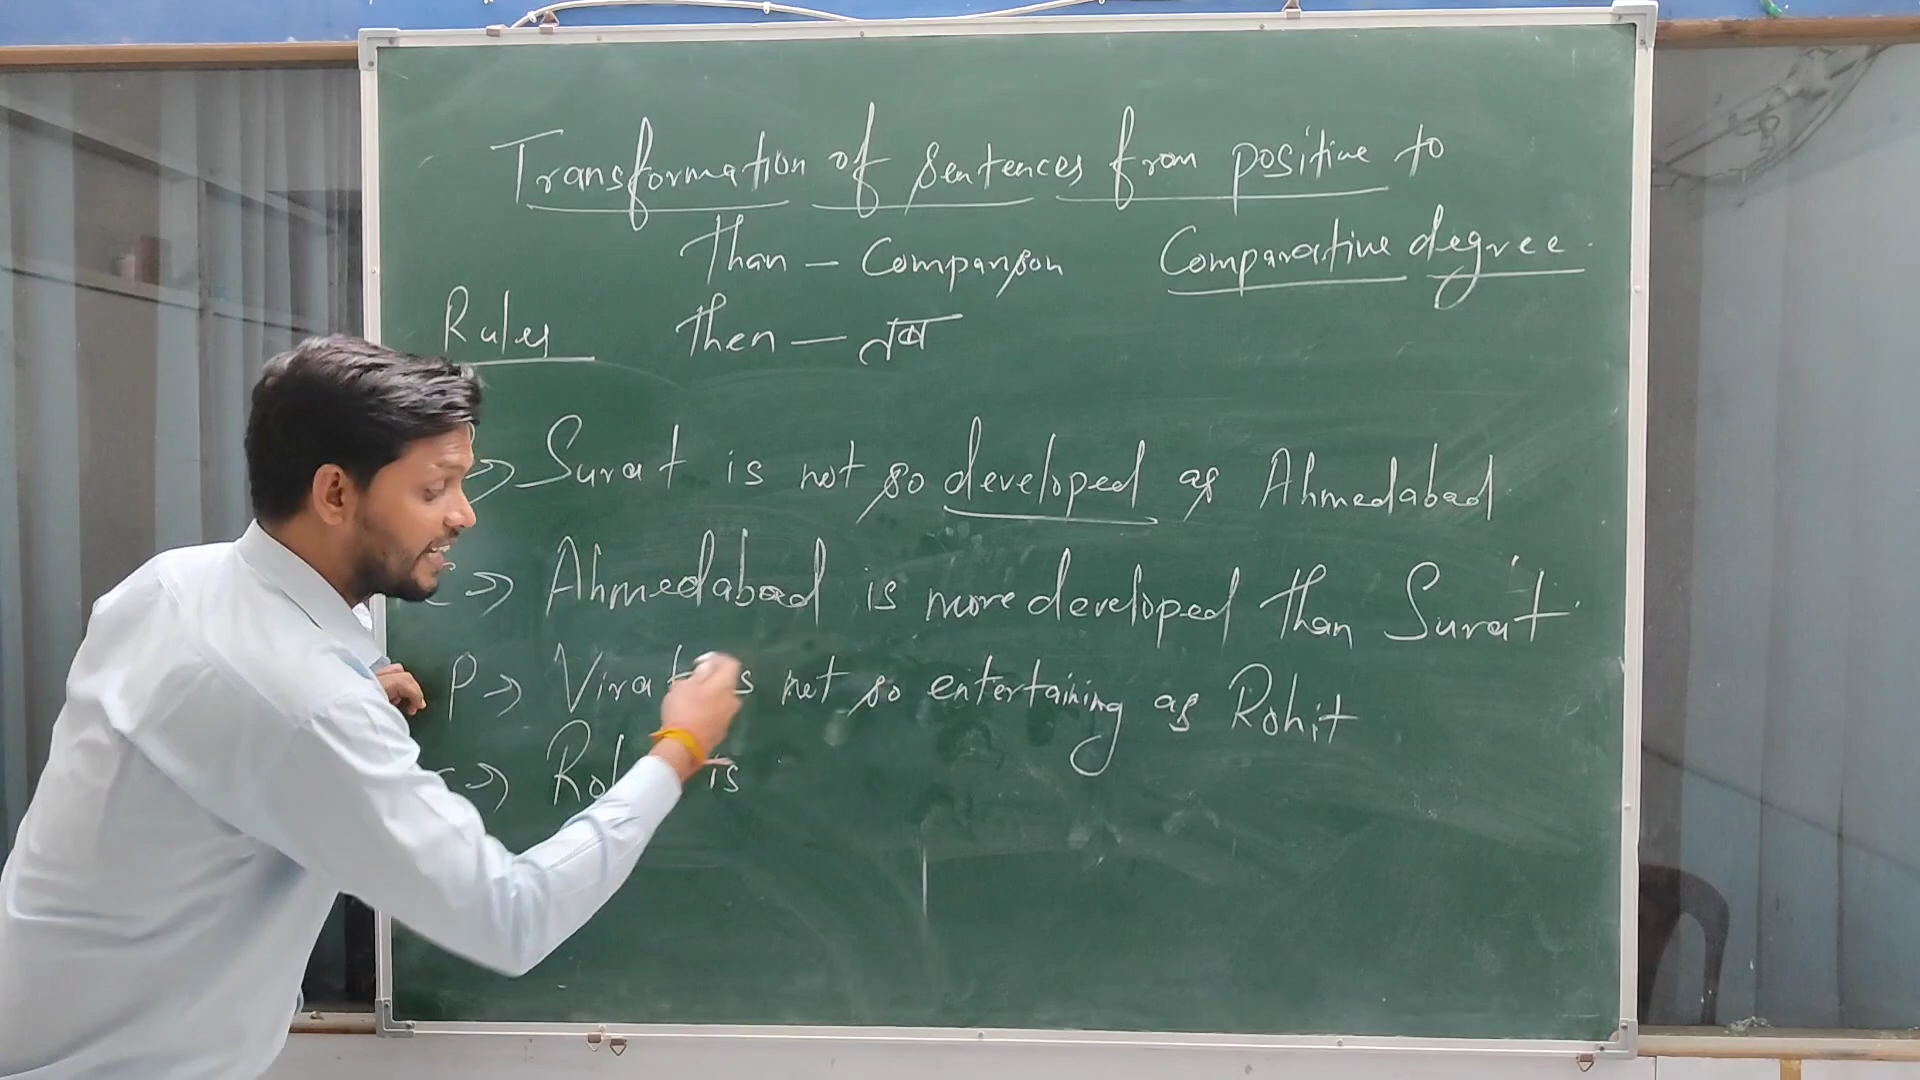 Transformation of sentences from positive to
Than — Comparison Comparative degree.
Rules then — तब
Surat is not so developed as Ahmedabad
C → Ahmedabad is more developed than Surat.
P → Virat is not so entertaining as Rohit
is